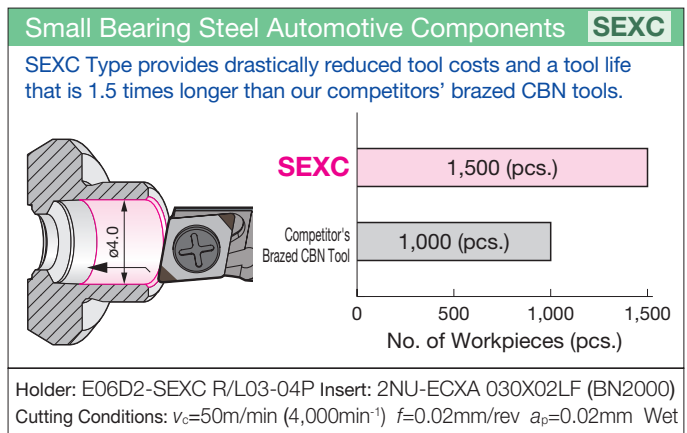 Small Bearing Steel Automotive Components SEXC
SEXC Type provides drastically reduced tool costs and a tool life
that is 1.5 times longer than our competitors' brazed CBN tools.
ø4.0
SEXC
1,500 (pcs.)
Competitor's
Brazed CBN Tool
1,000 (pcs.)
0 500 1,000 1,500
No. of Workpieces (pcs.)
Holder: E06D2-SEXC R/L03-04P Insert: 2NU-ECXA 030X02LF (BN2000)
Cutting Conditions: vc=50m/min (4,000min⁻¹) f=0.02mm/rev ap=0.02mm Wet